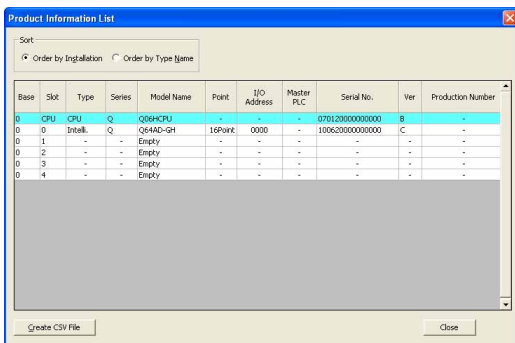 Product Information List
Sort
Order by Installation Order by Type Name
Base Slot Type Series Model Name Point I/O Address Master PLC Serial No. Ver Production Number
0 CPU CPU Q Q06HCPU - - - 070120000000000 B -
0 0 Intelli. Q Q64AD-GH 16Point 0000 - 100620000000000 C -
0 1 - - Empty - - - - - -
0 2 - - Empty - - - - - -
0 3 - - Empty - - - - - -
0 4 - - Empty - - - - - -
Create CSV File Close